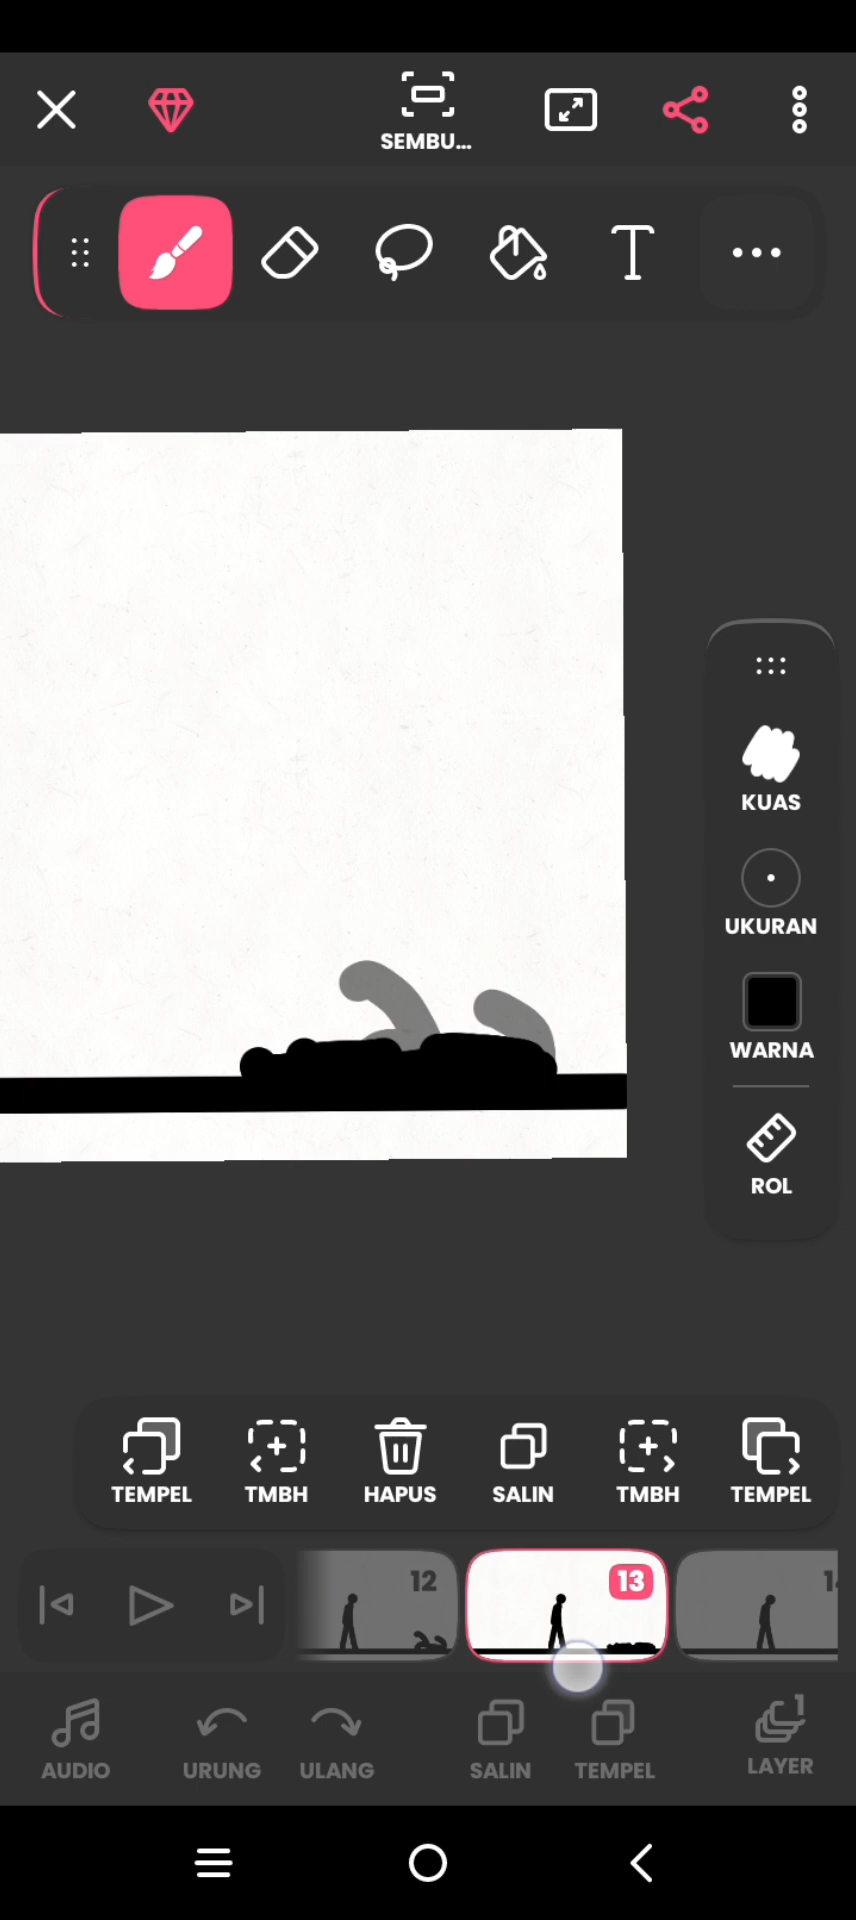 SEMBU...
T
KUAS
UKURAN
WARNA
ROL
TEMPEL
TMBH
HAPUS
SALIN
TMBH
TEMPEL
12
13
AUDIO
URUNG
ULANG
SALIN
TEMPEL
1
LAYER